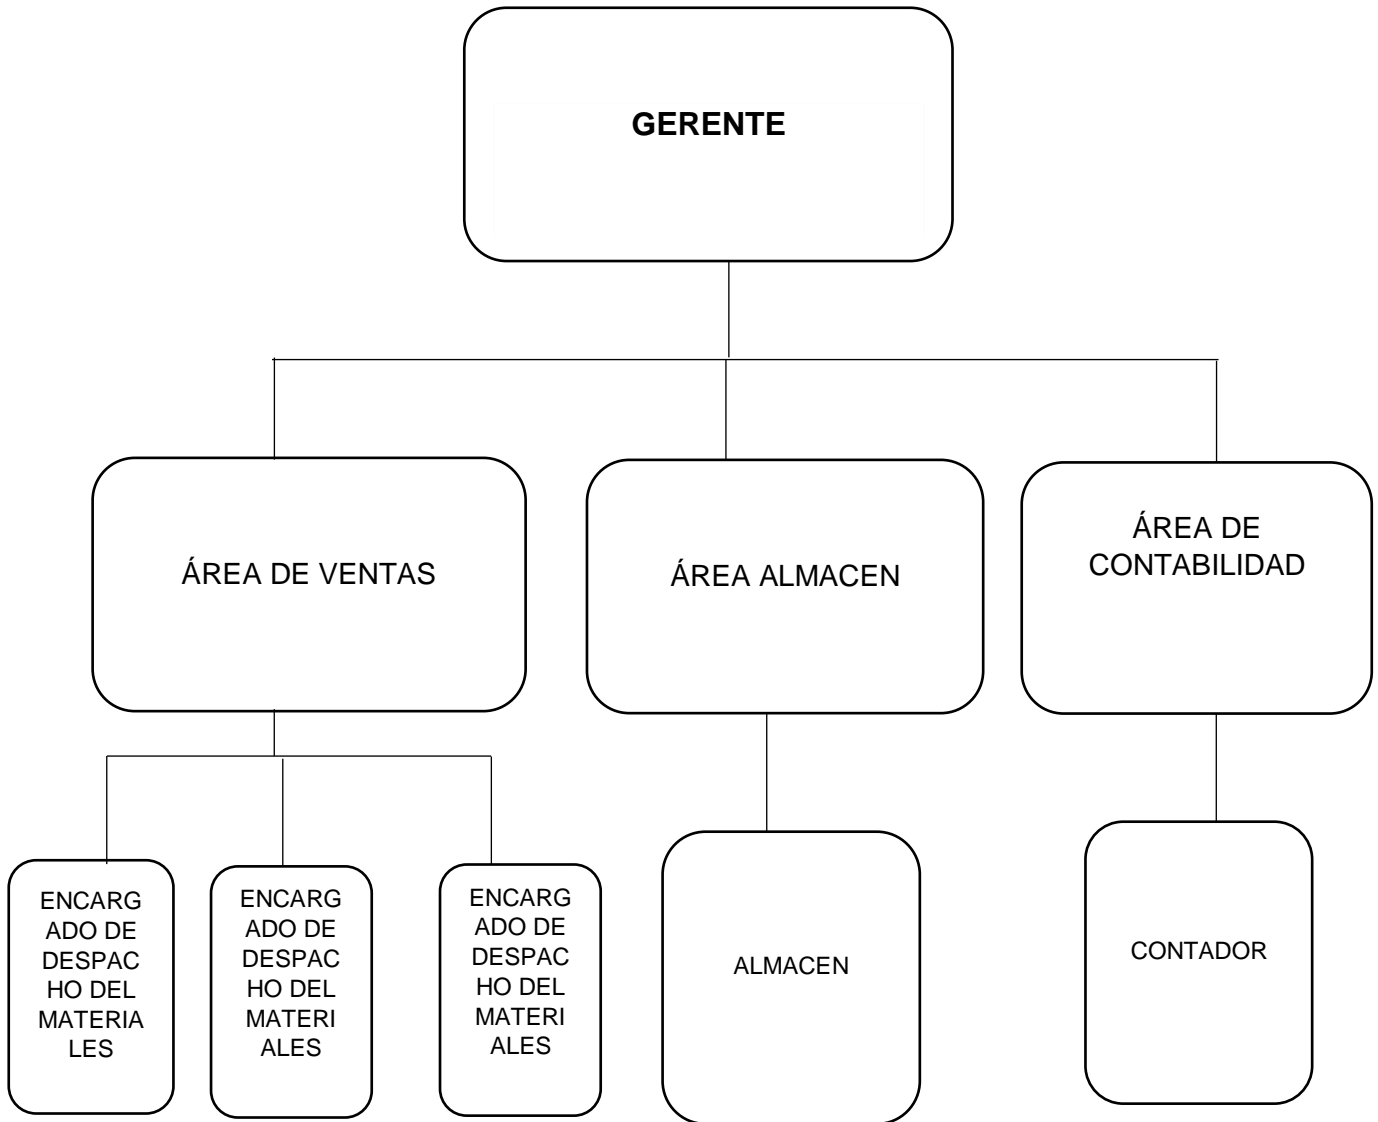 GERENTE
ÁREA DE VENTAS
ÁREA ALMACEN
ÁREA DE
CONTABILIDAD
ENCARG
ADO DE
DESPAC
HO DEL
MATERIA
LES
ENCARG
ADO DE
DESPAC
HO DEL
MATERI
ALES
ENCARG
ADO DE
DESPAC
HO DEL
MATERI
ALES
ALMACEN
CONTADOR